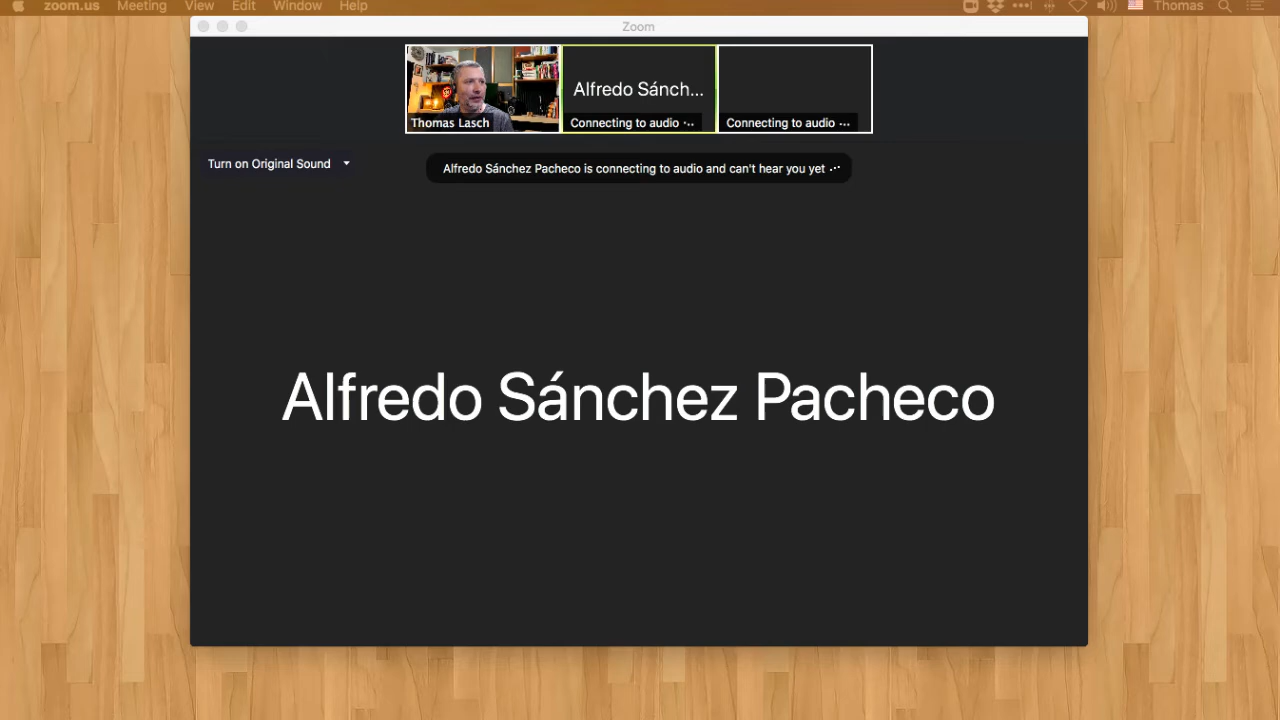 zoom.us Meeting View Edit Window Help Thomas
Zoom
Alfredo Sánch...
Thomas Lasch Connecting to audio ··· Connecting to audio ···
Turn on Original Sound
Alfredo Sánchez Pacheco is connecting to audio and can't hear you yet ···
Alfredo Sánchez Pacheco